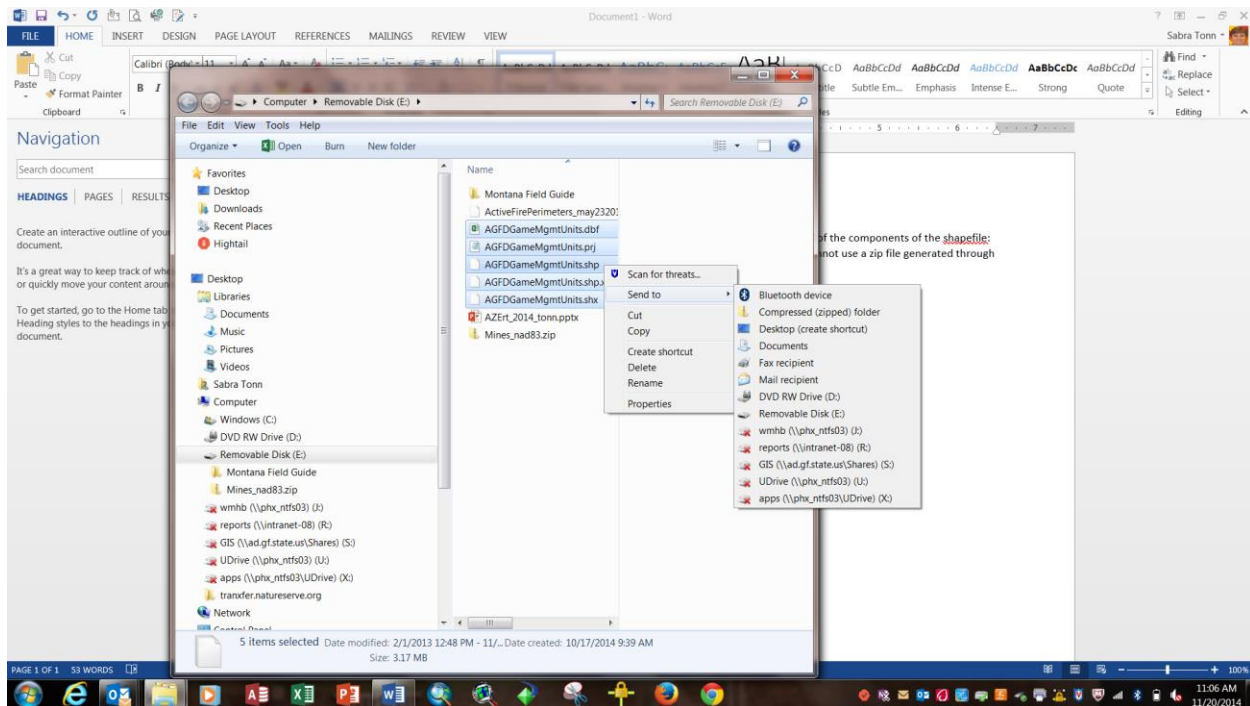 Document1 - Word
? 
FILE HOME INSERT DESIGN PAGE LAYOUT REFERENCES MAILINGS REVIEW VIEW
Sabra Tonn
Cut
Copy
Format Painter
Paste
Clipboard
Calibri (Body) 11
B I
Subtle Em... Emphasis Intense E... Strong Quote
Find
Replace
Select
Editing
Navigation
Search document
HEADINGS PAGES RESULTS
Create an interactive outline of your
document.
It's a great way to keep track of
or quickly move your content
To get started, go to the Home tab
Heading styles to the headings in
document.
of the components of the shapefile:
not use a zip file generated through
Computer Removable Disk (E:)
Search Removable Disk (E:)
File Edit View Tools Help
Organize Open Burn New folder
Favorites
Desktop
Downloads
Recent Places
Hightail
Desktop
Libraries
Documents
Music
Pictures
Videos
Sabra Tonn
Computer
Windows (C:)
DVD RW Drive (D:)
Removable Disk (E:)
Montana Field Guide
Mines_nad83.zip
wmhb (\\phx_ntfs03) (J:)
reports (\\intranet-08) (R:)
GIS (\\ad.gf.state.us\Shares) (S:)
UDrive (\\phx_ntfs03) (U:)
apps (\\phx_ntfs03\UDrive) (X:)
tranxfer.natureserve.org
Network
Control Panel
Name
Montana Field Guide
ActiveFirePerimeters_may2320
AGFDGameMgmtUnits.dbf
AGFDGameMgmtUnits.prj
AGFDGameMgmtUnits.shp
AGFDGameMgmtUnits.shp.x
AGFDGameMgmtUnits.shx
AZErt_2014_tonn.pptx
Mines_nad83.zip
Scan for threats...
Send to
Cut
Copy
Create shortcut
Delete
Rename
Properties
Bluetooth device
Compressed (zipped) folder
Desktop (create shortcut)
Documents
Fax recipient
Mail recipient
DVD RW Drive (D:)
Removable Disk (E:)
wmhb (\\phx_ntfs03) (J:)
reports (\\intranet-08) (R:)
GIS (\\ad.gf.state.us\Shares) (S:)
UDrive (\\phx_ntfs03) (U:)
apps (\\phx_ntfs03\UDrive) (X:)
5 items selected Date modified: 2/1/2013 12:48 PM - 11/... Date created: 10/17/2014 9:39 AM
Size: 3.17 MB
PAGE 1 OF 1 53 WORDS
100%
11:06 AM
11/20/2014